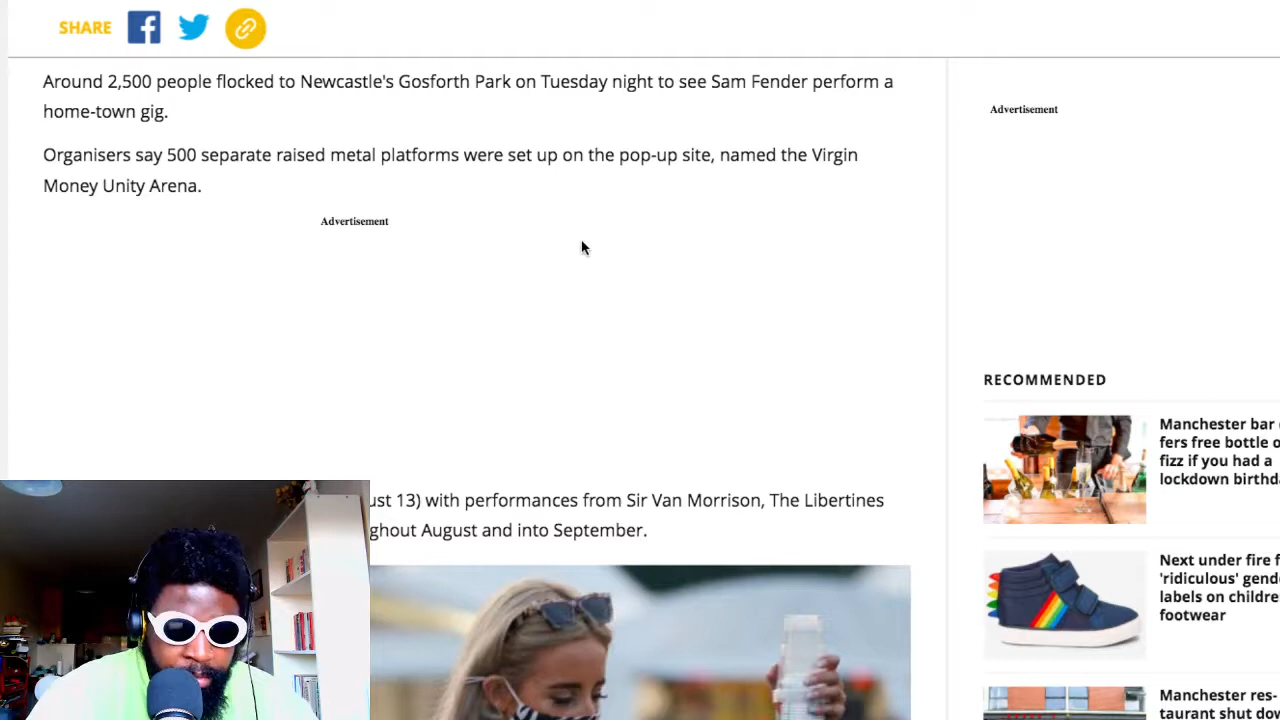 SHARE
Around 2,500 people flocked to Newcastle's Gosforth Park on Tuesday night to see Sam Fender perform a
home-town gig.
Organisers say 500 separate raised metal platforms were set up on the pop-up site, named the Virgin
Money Unity Arena.
Advertisement
ust 13) with performances from Sir Van Morrison, The Libertines
ghout August and into September.
Advertisement
RECOMMENDED
Manchester bar
fers free bottle o
fizz if you had a
lockdown birthd
Next under fire f
'ridiculous' gend
labels on childre
footwear
Manchester res-
taurant shut dow